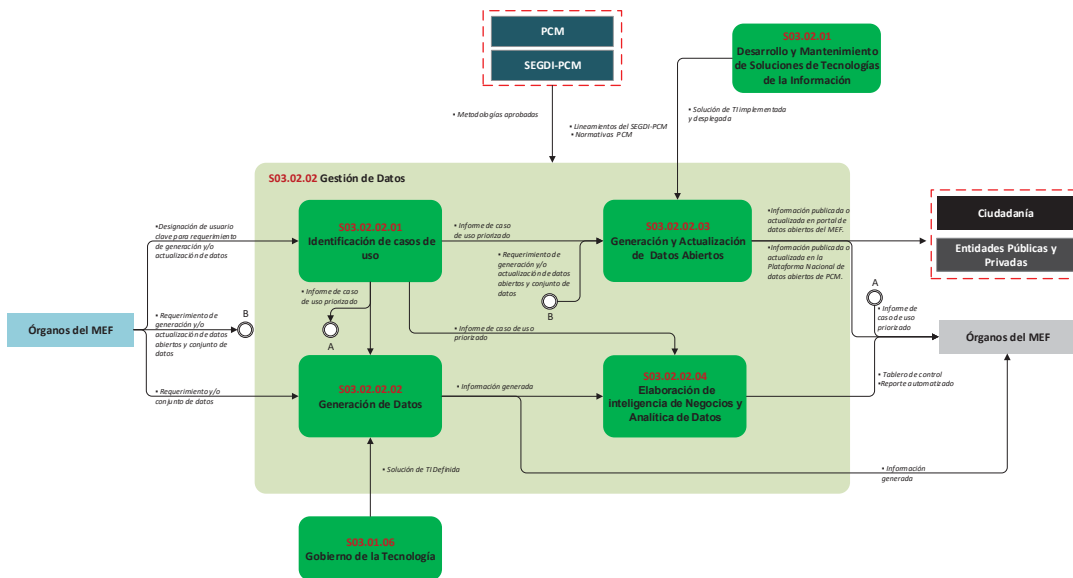 PCM
SEGDI-PCM
S03.02.01
Desarrollo y Mantenimiento
de Soluciones de Tecnologías
de la Información
• Metodologías aprobadas
• Lineamientos del SEGDI-PCM
• Normativas PCM
• Solución de TI implementada
y desplegada
S03.02.02 Gestión de Datos
S03.02.02.01
Identificación de casos de
uso
• Informe de caso
de uso priorizado
S03.02.02.03
Generación y Actualización
de Datos Abiertos
• Información publicada o
actualizada en portal de
datos abiertos del MEF.
• Información publicada o
actualizada en la
Plataforma Nacional de
datos abiertos de PCM.
Ciudadanía
Entidades Públicas y
Privadas
• Designación de usuario
clave para requerimiento
de generación y/o
actualización de datos
• Requerimiento de
generación y/o
actualización de datos
abiertos y conjunto de
datos
B
• Informe de caso
de uso priorizado
A
A
• Informe de
caso de uso
priorizado
Órganos del MEF
• Requerimiento de
generación y/o
actualización de datos
abiertos y conjunto de
datos
B
• Informe de caso de uso
priorizado
Órganos del MEF
• Requerimiento y/o
conjunto de datos
S03.02.02.02
Generación de Datos
• Información generada
S03.02.02.04
Elaboración de
inteligencia de Negocios y
Analítica de Datos
• Tablero de control
• Reporte automatizado
• Solución de TI Definida
• Información
generada
S03.01.06
Gobierno de la Tecnología